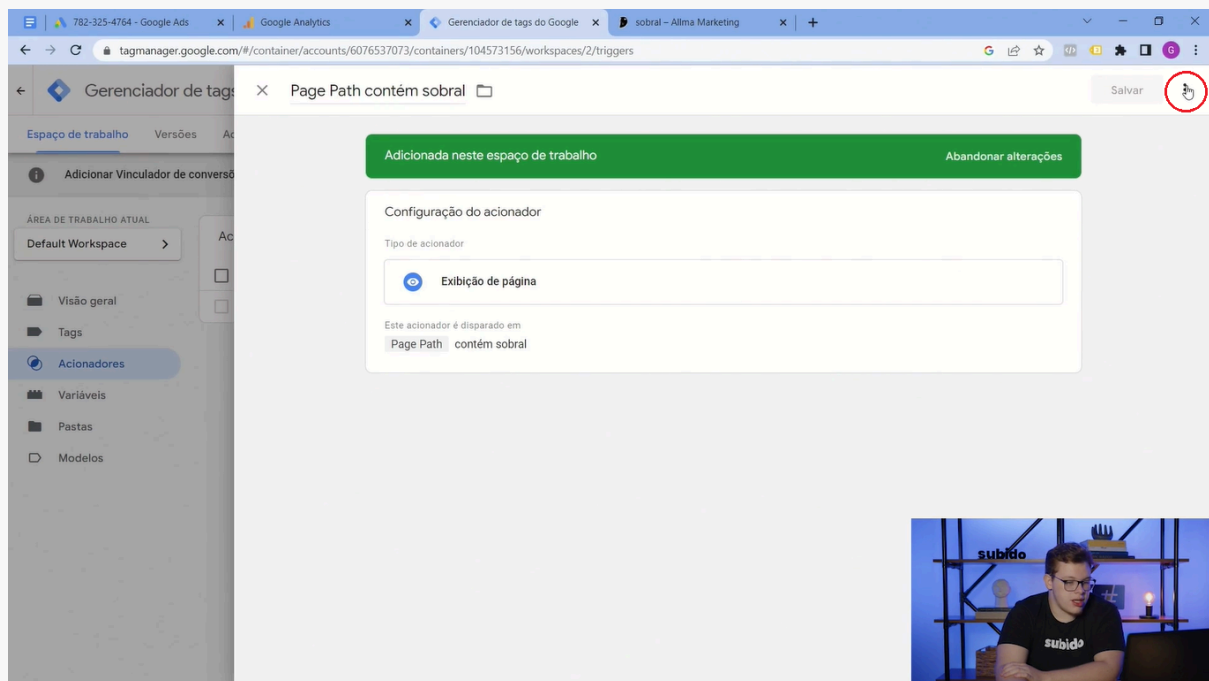 782-325-4764 - Google Ads
Google Analytics
Gerenciador de tags do Google
sobral – Allma Marketing
tagmanager.google.com/#/container/accounts/6076537073/containers/104573156/workspaces/2/triggers
G
G
Gerenciador de tags
Page Path contém sobral
Salvar
Espaço de trabalho
Versões
Ad
Adicionada neste espaço de trabalho
Abandonar alterações
Adicionar Vinculador de conversõ
Configuração do acionador
ÁREA DE TRABALHO ATUAL
Default Workspace
Ac
Tipo de acionador
Exibição de página
Visão geral
Este acionador é disparado em
Tags
Page Path contém sobral
Acionadores
Variáveis
Pastas
Modelos
subido
#
subido